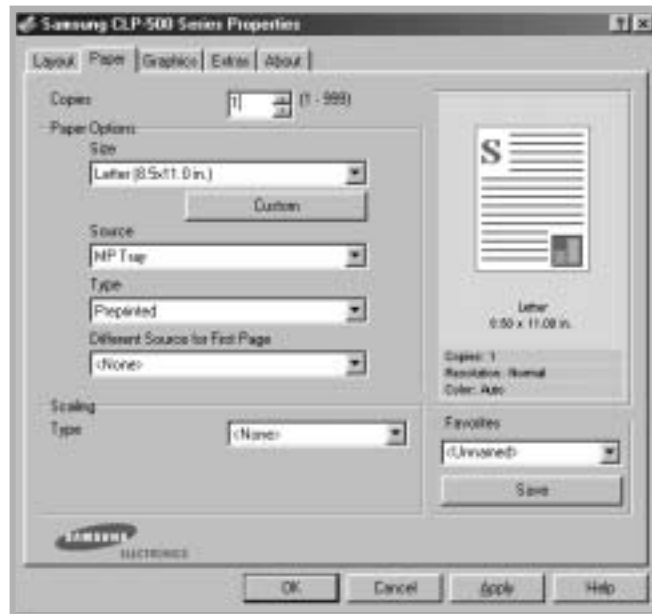 Samsung CLP-500 Series Properties
Layout Paper Graphics Extras About
Copies 1 (1 - 999)
Paper Options
Size
Letter (8.5x11.0 in.)
Custom
Source
MP Tray
Type
Preprinted
Different Source for First Page
<None>
Scaling
Type <None>
S
Letter
8.50 x 11.00 in.
Copies: 1
Resolution: Normal
Color: Auto
Favorites
<Unnamed>
Save
SAMSUNG
ELECTRONICS
OK Cancel Apply Help